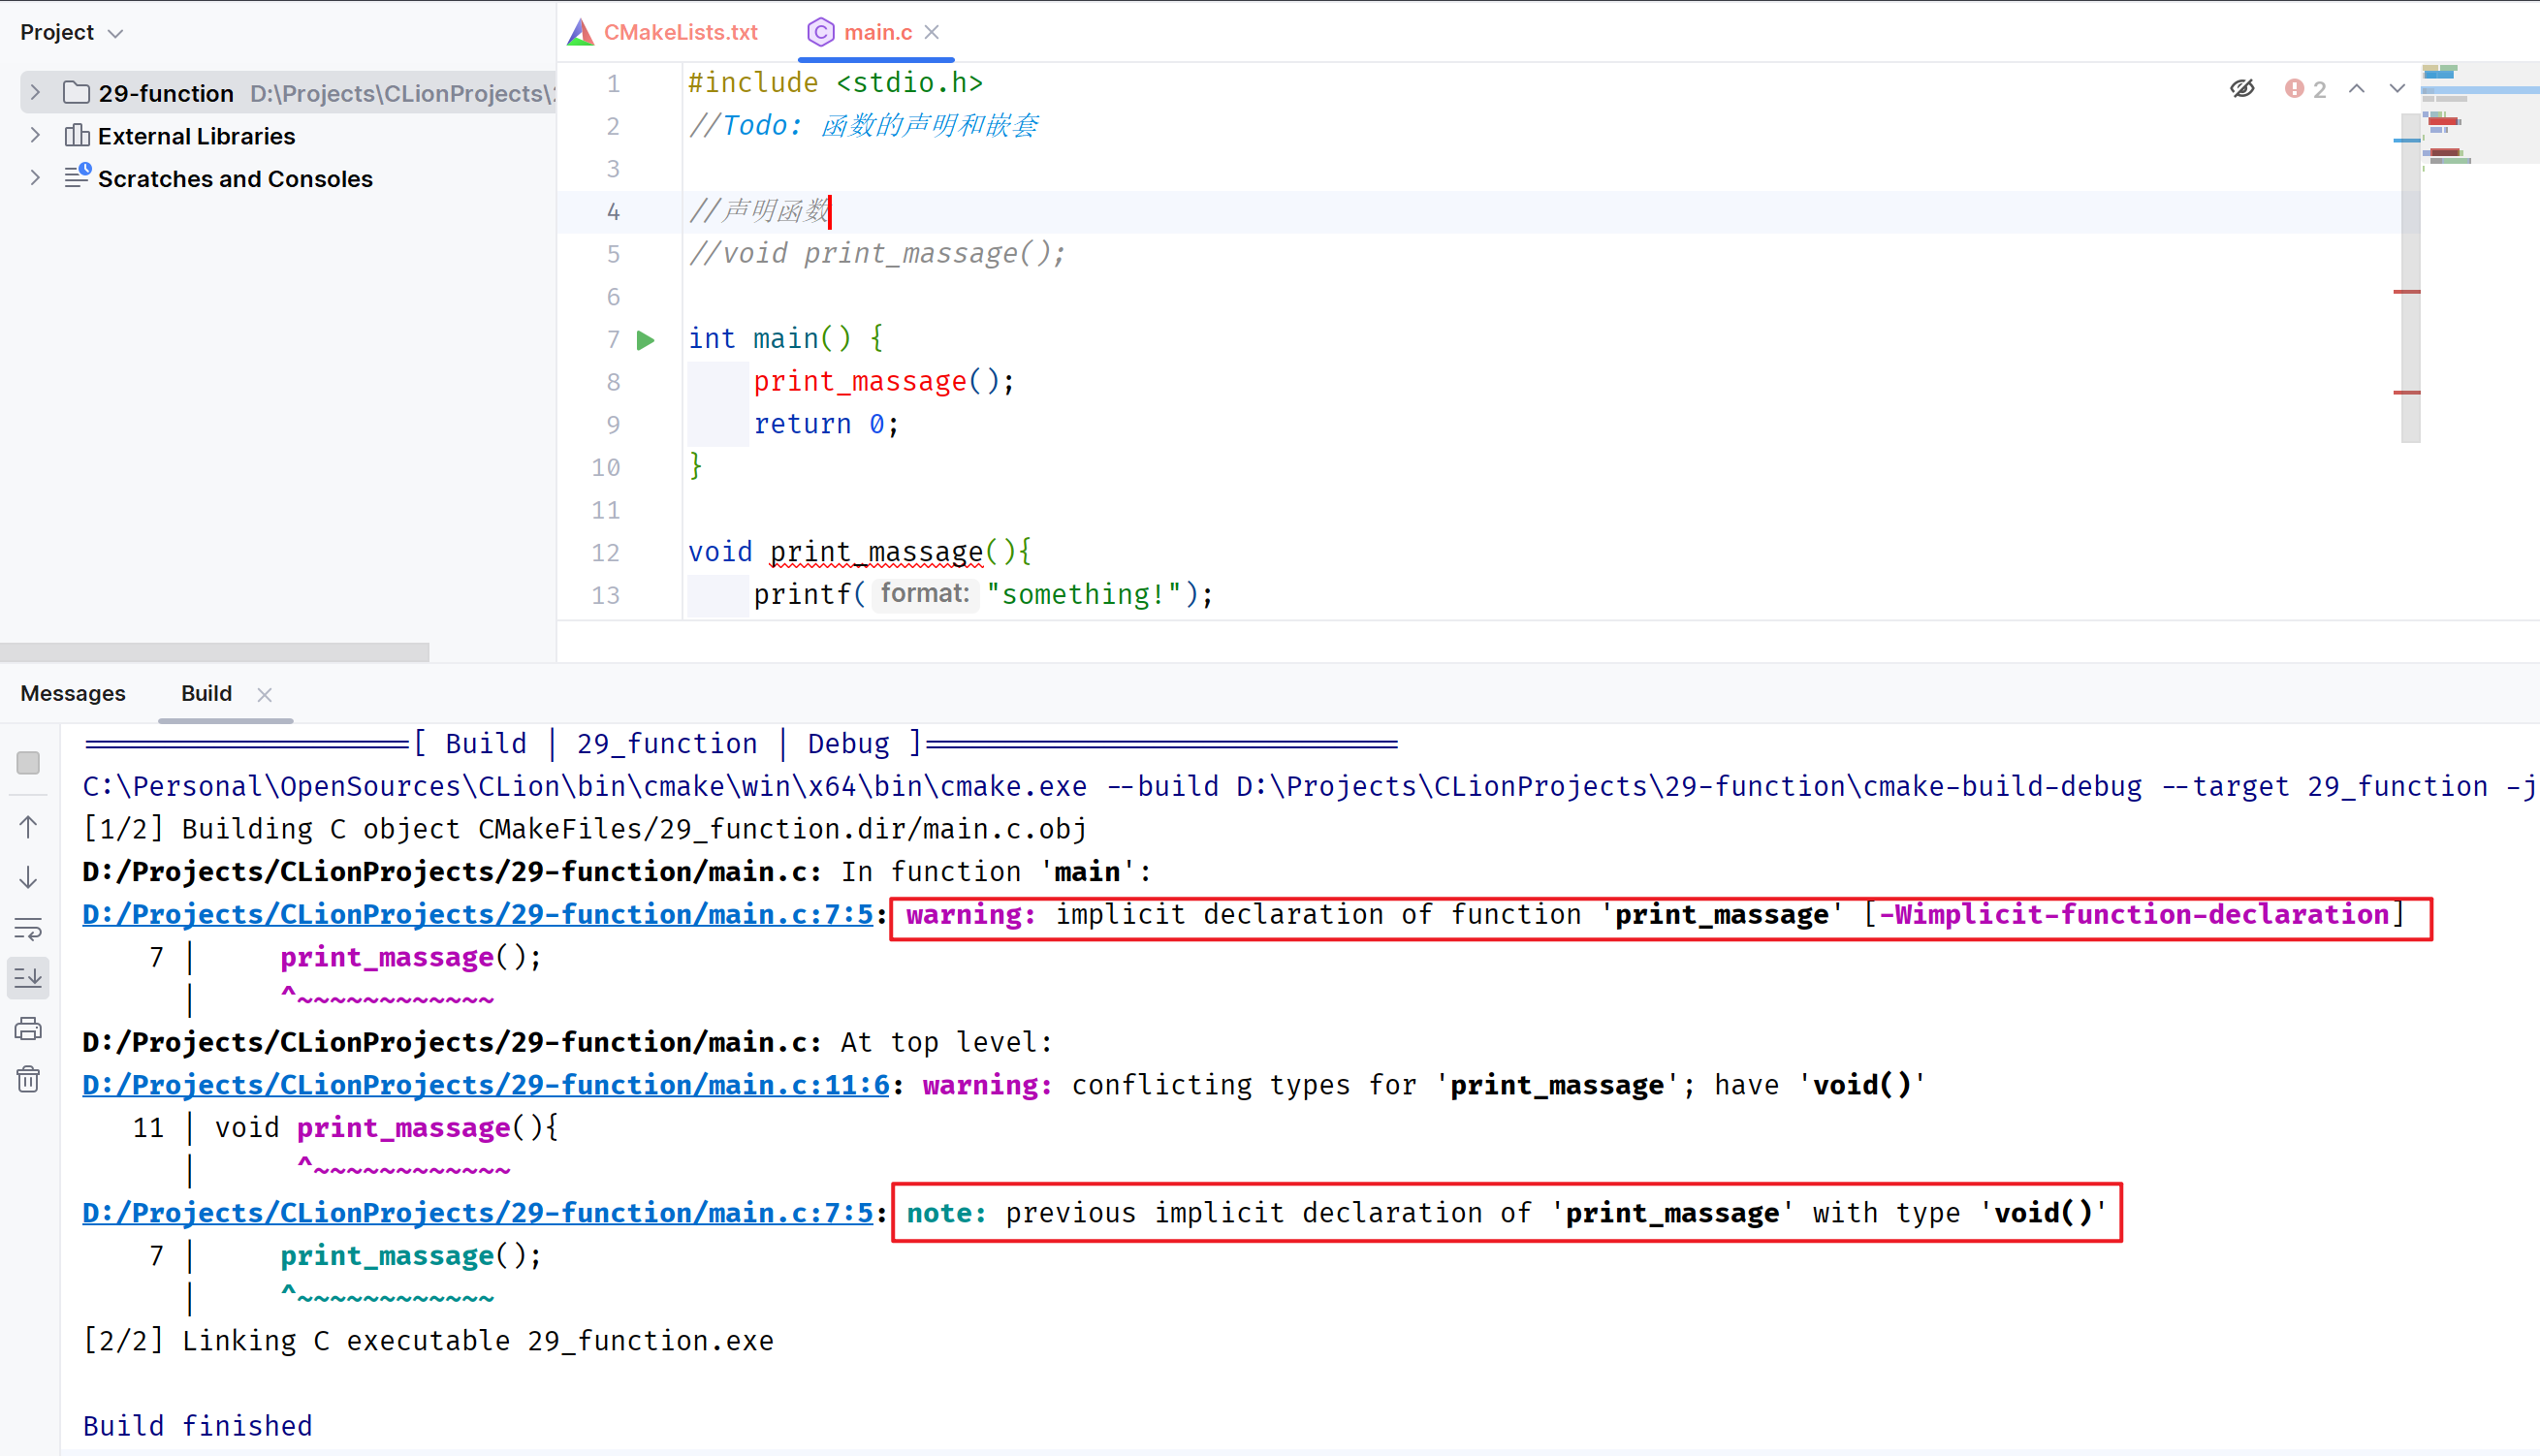 Project
29-function D:\Projects\CLionProjects\
External Libraries
Scratches and Consoles
CMakeLists.txt main.c
2
1 #include <stdio.h>
2 //Todo: 函数的声明和嵌套
3
4 //声明函数
5 //void print_massage();
6
7 int main() {
8 print_massage();
9 return 0;
10 }
11
12 void print_massage(){
13 printf( format: "something!");
Messages Build
====================[ Build | 29_function | Debug ]=============================
C:\Personal\OpenSources\CLion\bin\cmake\win\x64\bin\cmake.exe --build D:\Projects\CLionProjects\29-function\cmake-build-debug --target 29_function -j
[1/2] Building C object CMakeFiles/29_function.dir/main.c.obj
D:/Projects/CLionProjects/29-function/main.c: In function 'main':
D:/Projects/CLionProjects/29-function/main.c:7:5: warning: implicit declaration of function 'print_massage' [-Wimplicit-function-declaration]
7 | print_massage();
| ^~~~~~~~~~~~~
D:/Projects/CLionProjects/29-function/main.c: At top level:
D:/Projects/CLionProjects/29-function/main.c:11:6: warning: conflicting types for 'print_massage'; have 'void()'
11 | void print_massage(){
| ^~~~~~~~~~~~~
D:/Projects/CLionProjects/29-function/main.c:7:5: note: previous implicit declaration of 'print_massage' with type 'void()'
7 | print_massage();
| ^~~~~~~~~~~~~
[2/2] Linking C executable 29_function.exe
Build finished